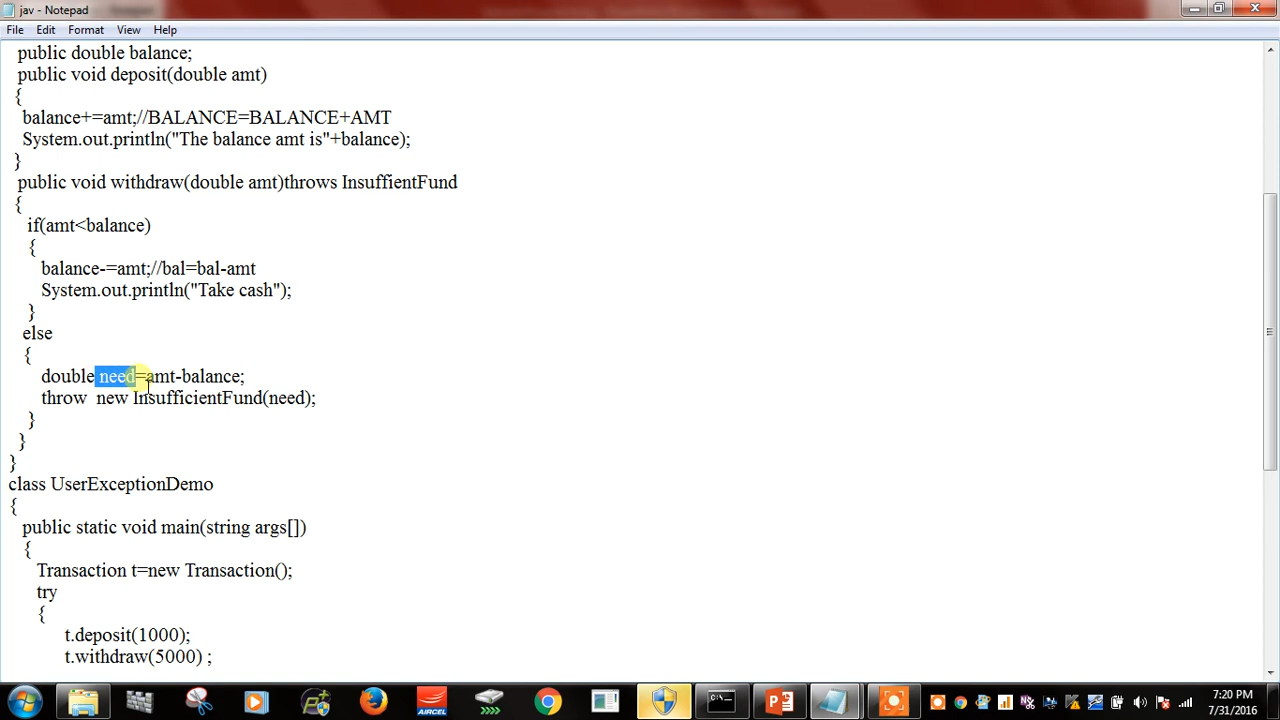 jav - Notepad
File Edit Format View Help
public double balance;
public void deposit(double amt)
{
balance+=amt;//BALANCE=BALANCE+AMT
System.out.println("The balance amt is"+balance);
}
public void withdraw(double amt)throws InsuffientFund
{
if(amt<balance)
{
balance-=amt;//bal=bal-amt
System.out.println("Take cash");
}
else
{
double need=amt-balance;
throw  new InsufficientFund(need);
}
}
}
class UserExceptionDemo
{
public static void main(string args[])
{
Transaction t=new Transaction();
try
{
t.deposit(1000);
t.withdraw(5000) ;
AIRCEL
7:20 PM
7/31/2016